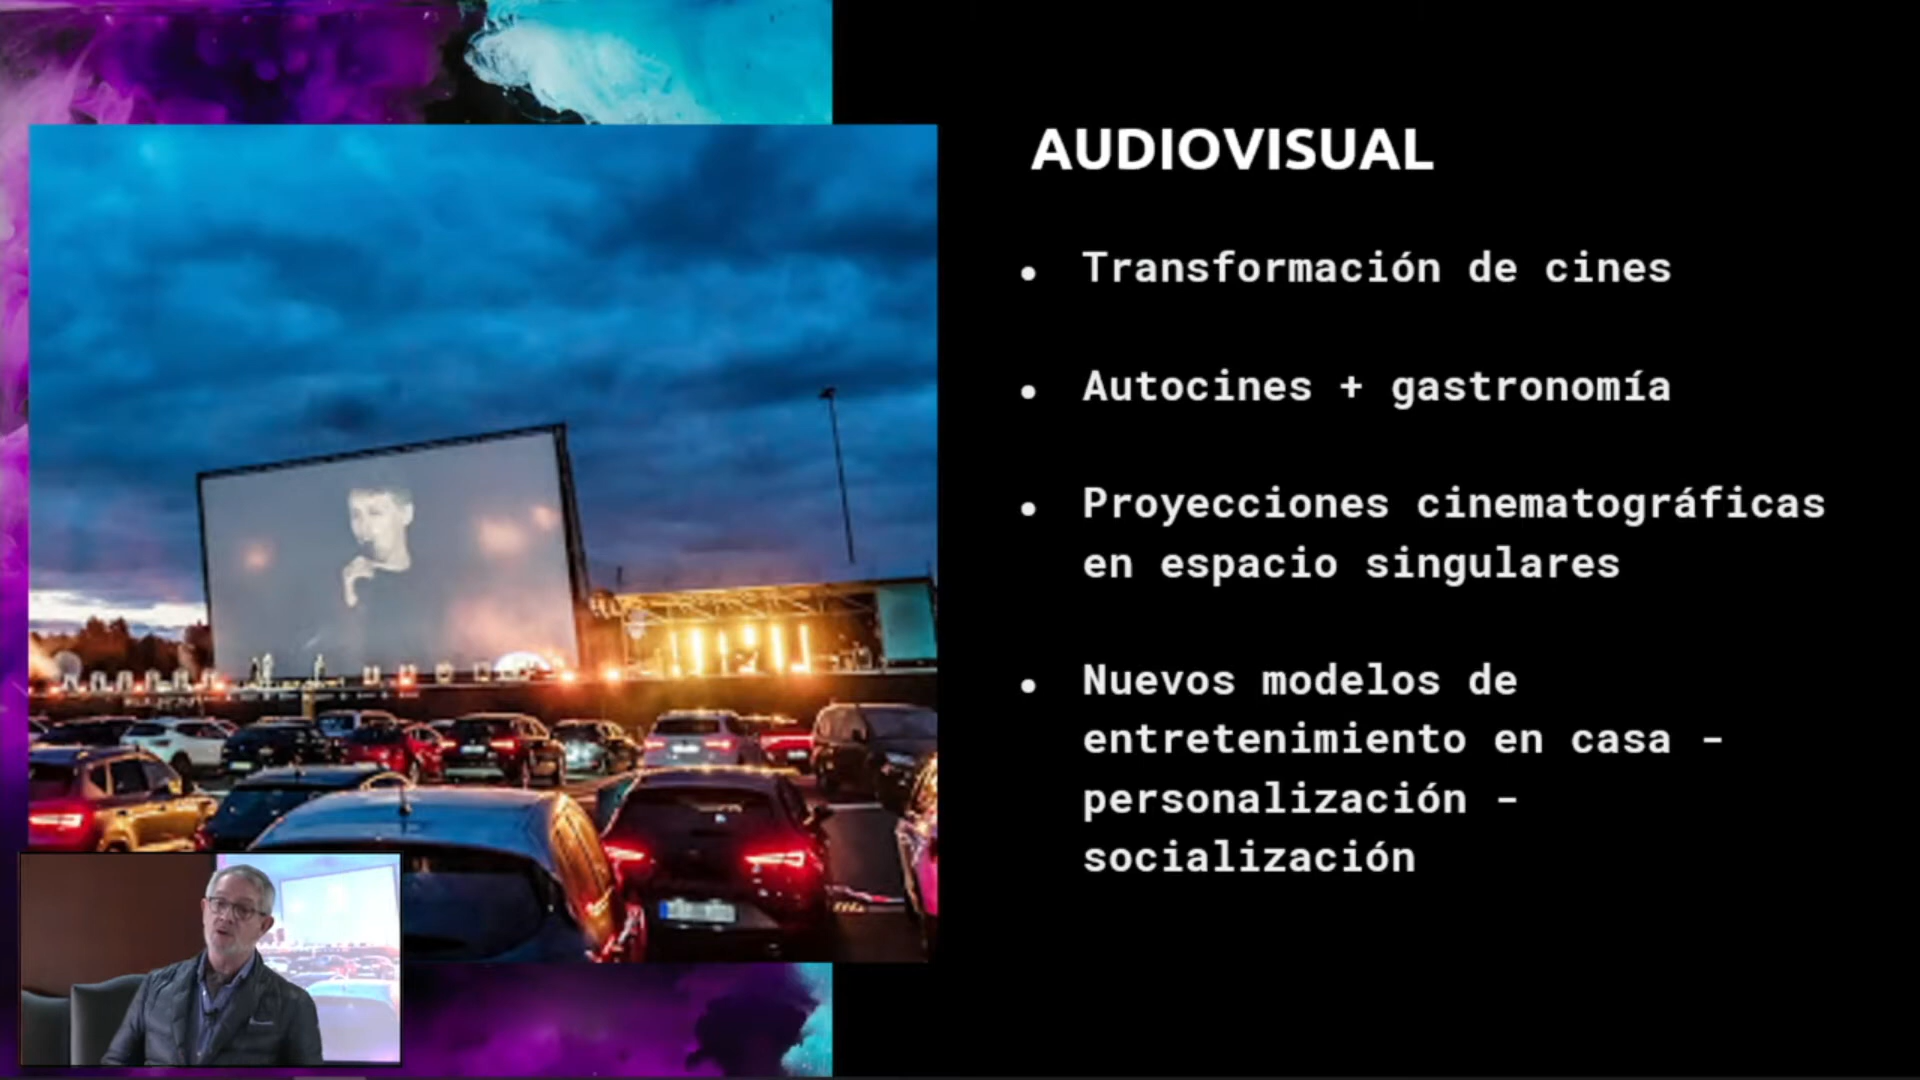 AUDIOVISUAL
• Transformación de cines
• Autocines + gastronomía
• Proyecciones cinematográficas
en espacio singulares
• Nuevos modelos de
entretenimiento en casa –
personalización –
socialización